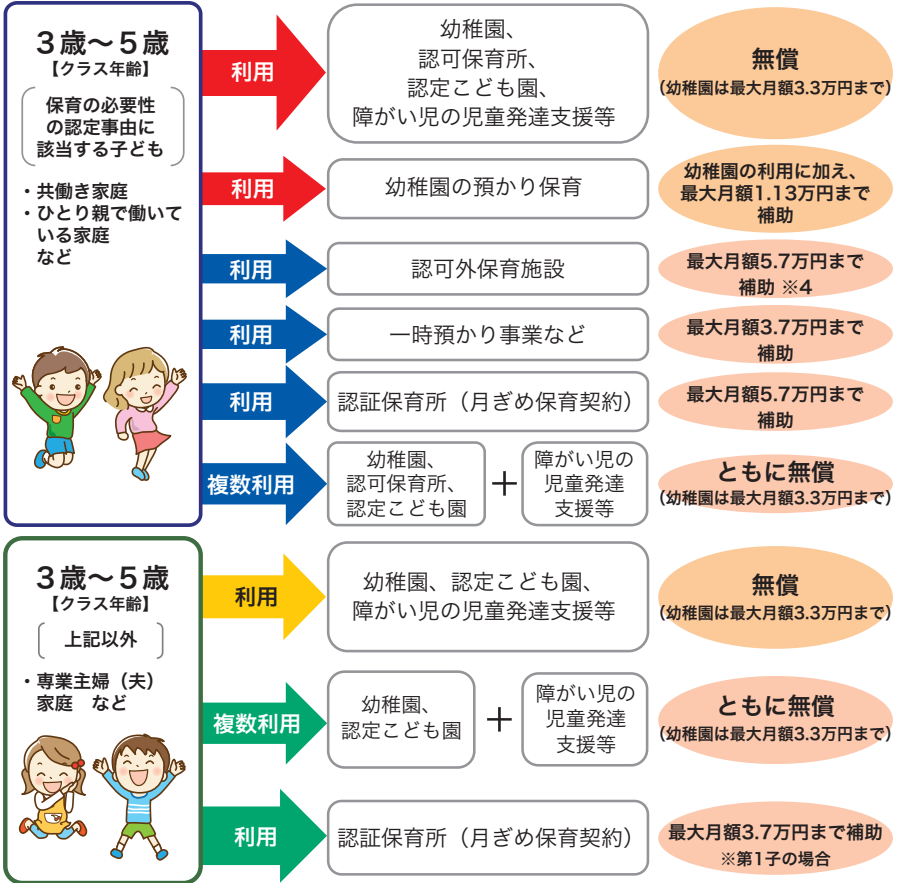 ３歳～５歳
【クラス年齢】
保育の必要性
の認定事由に
該当する子ども
・共働き家庭
・ひとり親で働いて
いる家庭
など
利用
幼稚園、
認可保育所、
認定こども園、
障がい児の児童発達支援等
無償
（幼稚園は最大月額3.3万円まで）
利用
幼稚園の預かり保育
幼稚園の利用に加え、
最大月額1.13万円まで
補助
利用
認可外保育施設
最大月額5.7万円まで
補助 ※4
利用
一時預かり事業など
最大月額3.7万円まで
補助
利用
認証保育所（月ぎめ保育契約）
最大月額5.7万円まで
補助
複数利用
幼稚園、
認可保育所、
認定こども園
＋
障がい児の
児童発達
支援等
ともに無償
（幼稚園は最大月額3.3万円まで）
３歳～５歳
【クラス年齢】
上記以外
・専業主婦（夫）
家庭　など
利用
幼稚園、認定こども園、
障がい児の児童発達支援等
無償
（幼稚園は最大月額3.3万円まで）
複数利用
幼稚園、
認定こども園
＋
障がい児の
児童発達
支援等
ともに無償
（幼稚園は最大月額3.3万円まで）
利用
認証保育所（月ぎめ保育契約）
最大月額3.7万円まで補助
※第1子の場合